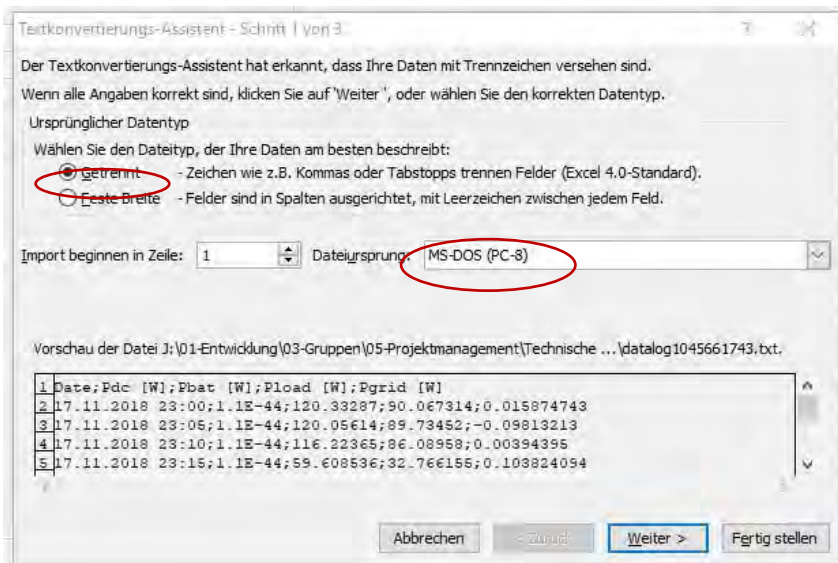 Textkonvertierungs-Assistent - Schritt 1 von 3 ?
Der Textkonvertierungs-Assistent hat erkannt, dass Ihre Daten mit Trennzeichen versehen sind.
Wenn alle Angaben korrekt sind, klicken Sie auf 'Weiter ', oder wählen Sie den korrekten Datentyp.
Ursprünglicher Datentyp
Wählen Sie den Dateityp, der Ihre Daten am besten beschreibt:
Getrennt - Zeichen wie z.B. Kommas oder Tabstopps trennen Felder (Excel 4.0-Standard).
Feste Breite - Felder sind in Spalten ausgerichtet, mit Leerzeichen zwischen jedem Feld.
Import beginnen in Zeile: 1 Dateiursprung: MS-DOS (PC-8)
Vorschau der Datei J:\01-Entwicklung\03-Gruppen\05-Projektmanagement\Technische ...\datalog1045661743.txt.
1 Date;Pdc [W];Pbat [W];Pload [W];Pgrid [W]
2 17.11.2018 23:00;1.1E-44;120.33287;90.067314;0.015874743
3 17.11.2018 23:05;1.1E-44;120.05614;89.73452;-0.09813213
4 17.11.2018 23:10;1.1E-44;116.22365;86.08958;0.00394395
5 17.11.2018 23:15;1.1E-44;59.608536;32.766155;0.103824094
Abbrechen < Zurück Weiter > Fertig stellen